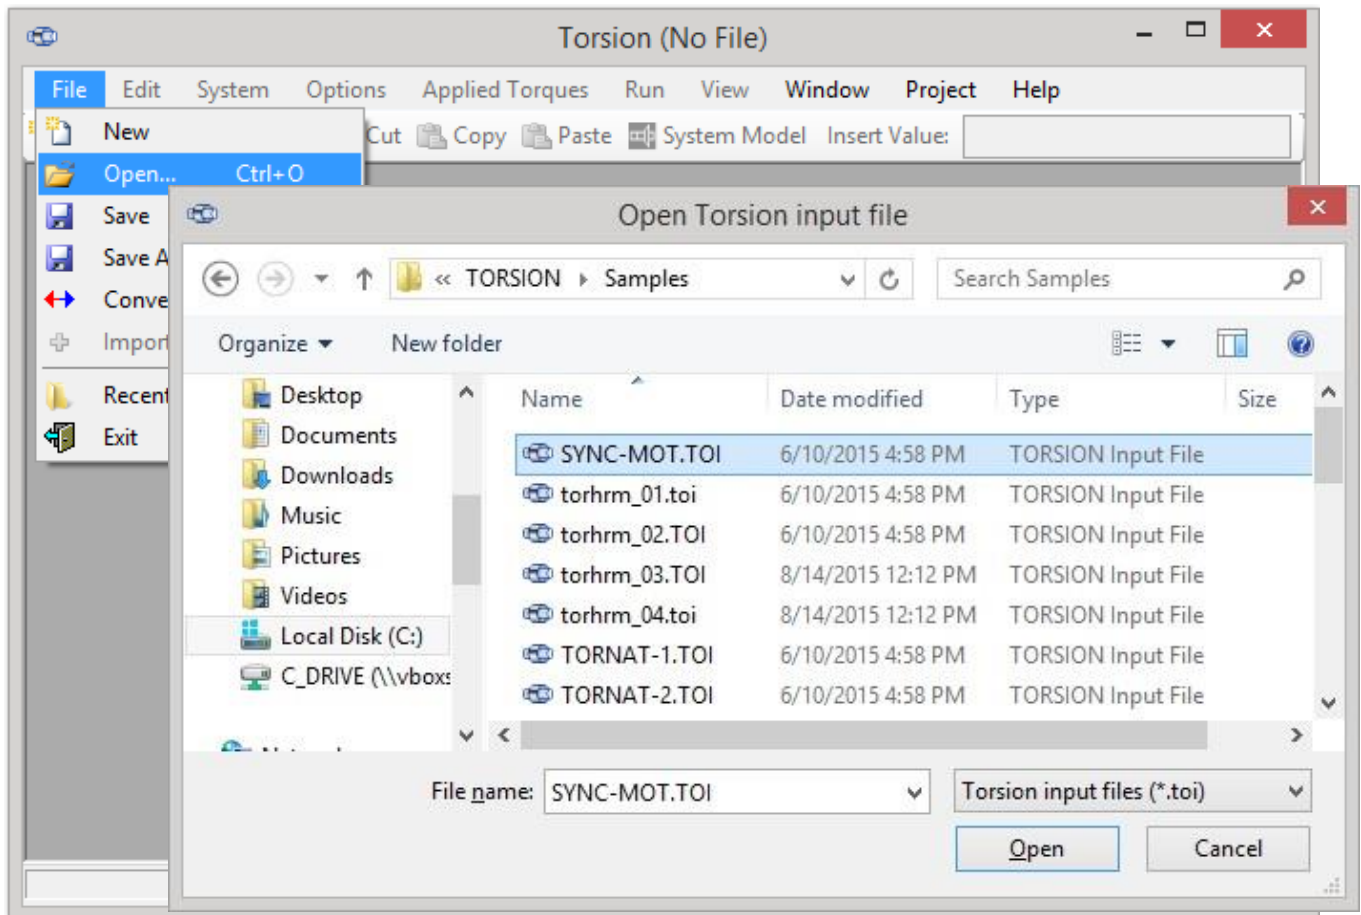 Torsion (No File)
File Edit System Options Applied Torques Run View Window Project Help
New Cut Copy Paste System Model Insert Value:
Open... Ctrl+O
Save
Save A
Conve
Import
Recent
Exit
Open Torsion input file
« TORSION Samples Search Samples
Organize New folder
Desktop
Documents
Downloads
Music
Pictures
Videos
Local Disk (C:)
C_DRIVE (\\vboxs
Name Date modified Type Size
SYNC-MOT.TOI 6/10/2015 4:58 PM TORSION Input File
torhrm_01.toi 6/10/2015 4:58 PM TORSION Input File
torhrm_02.TOI 6/10/2015 4:58 PM TORSION Input File
torhrm_03.TOI 8/14/2015 12:12 PM TORSION Input File
torhrm_04.toi 8/14/2015 12:12 PM TORSION Input File
TORNAT-1.TOI 6/10/2015 4:58 PM TORSION Input File
TORNAT-2.TOI 6/10/2015 4:58 PM TORSION Input File
File name: SYNC-MOT.TOI Torsion input files (*.toi)
Open Cancel